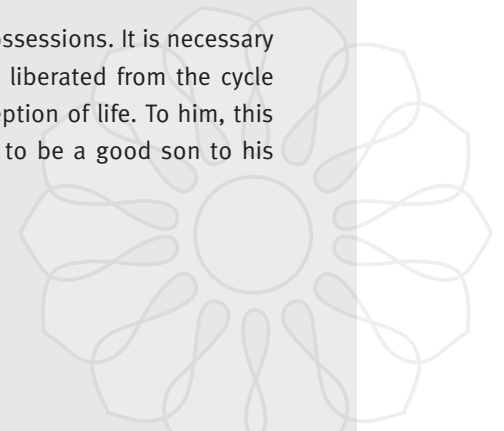 ossessions. It is necessary
liberated from the cycle
eption of life. To him, this
to be a good son to his